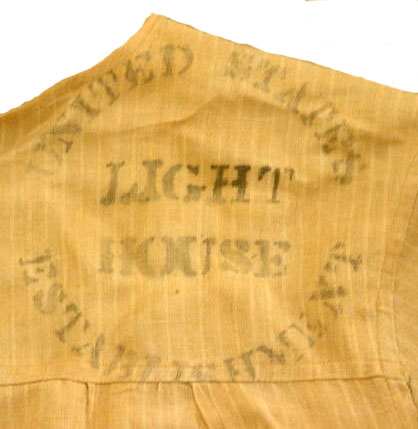 UNITED STATES
LIGHT
HOUSE
ESTABLISHMENT